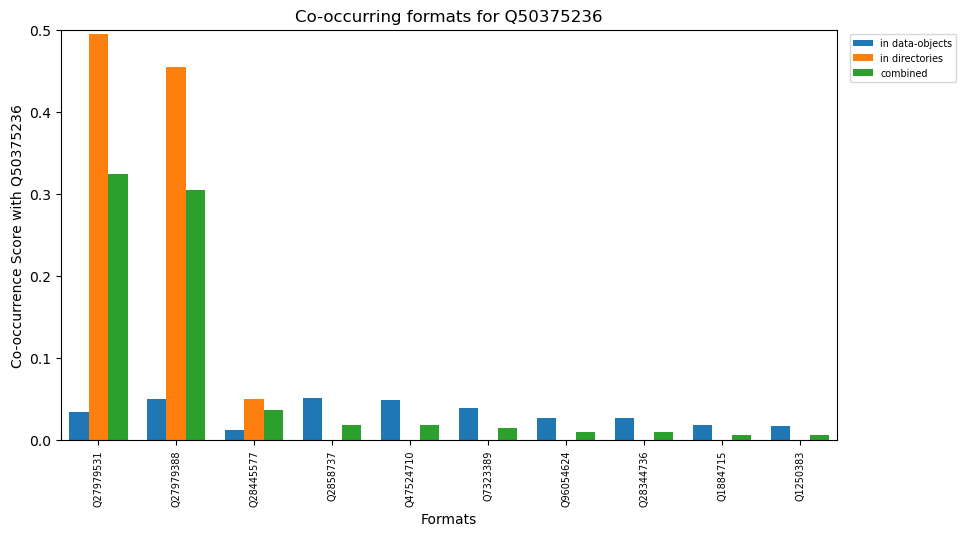 Co-occurring formats for Q50375236
in data-objects
in directories
combined
Co-occurrence Score with Q50375236
0.5
0.4
0.3
0.2
0.1
0.0
Q27979531
Q27979388
Q28445577
Q2858737
Q47524710
Q7323389
Q96054624
Q28344736
Q1884715
Q1250383
Formats